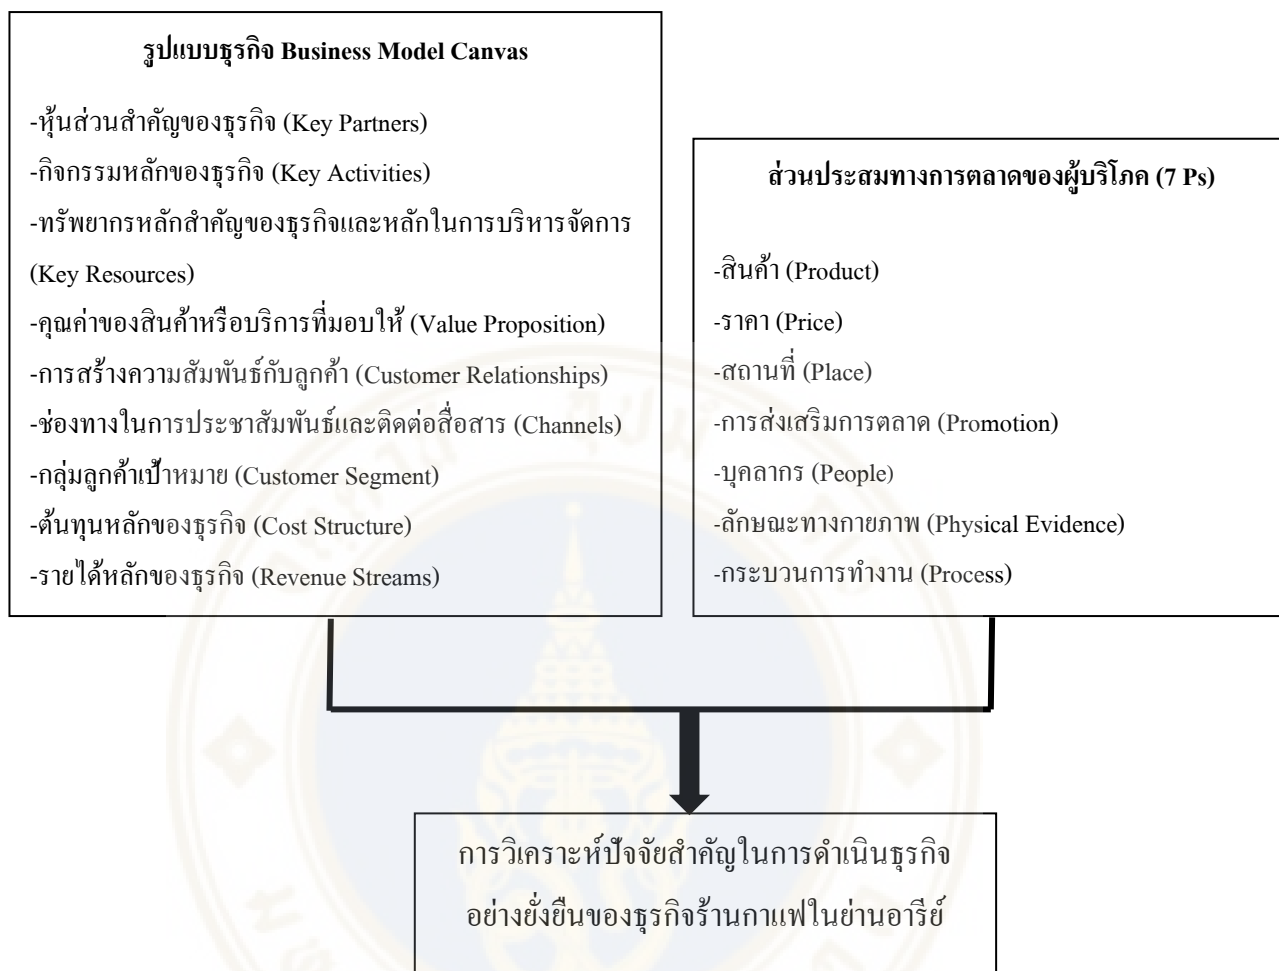 รูปแบบธุรกิจ Business Model Canvas
-หุ้นส่วนสำคัญของธุรกิจ (Key Partners)
-กิจกรรมหลักของธุรกิจ (Key Activities)
-ทรัพยากรหลักสำคัญของธุรกิจและหลักในการบริหารจัดการ
(Key Resources)
-คุณค่าของสินค้าหรือบริการที่มอบให้ (Value Proposition)
-การสร้างความสัมพันธ์กับลูกค้า (Customer Relationships)
-ช่องทางในการประชาสัมพันธ์และติดต่อสื่อสาร (Channels)
-กลุ่มลูกค้าเป้าหมาย (Customer Segment)
-ต้นทุนหลักของธุรกิจ (Cost Structure)
-รายได้หลักของธุรกิจ (Revenue Streams)
ส่วนประสมทางการตลาดของผู้บริโภค (7 Ps)
-สินค้า (Product)
-ราคา (Price)
-สถานที่ (Place)
-การส่งเสริมการตลาด (Promotion)
-บุคลากร (People)
-ลักษณะทางกายภาพ (Physical Evidence)
-กระบวนการทำงาน (Process)
การวิเคราะห์ปัจจัยสำคัญในการดำเนินธุรกิจ
อย่างยั่งยืนของธุรกิจร้านกาแฟในย่านอารีย์